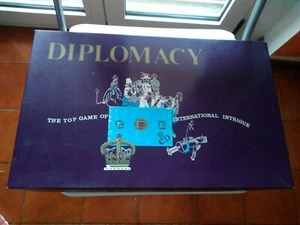 DIPLOMACY
THE TOP GAME OF INTERNATIONAL INTRIGUE